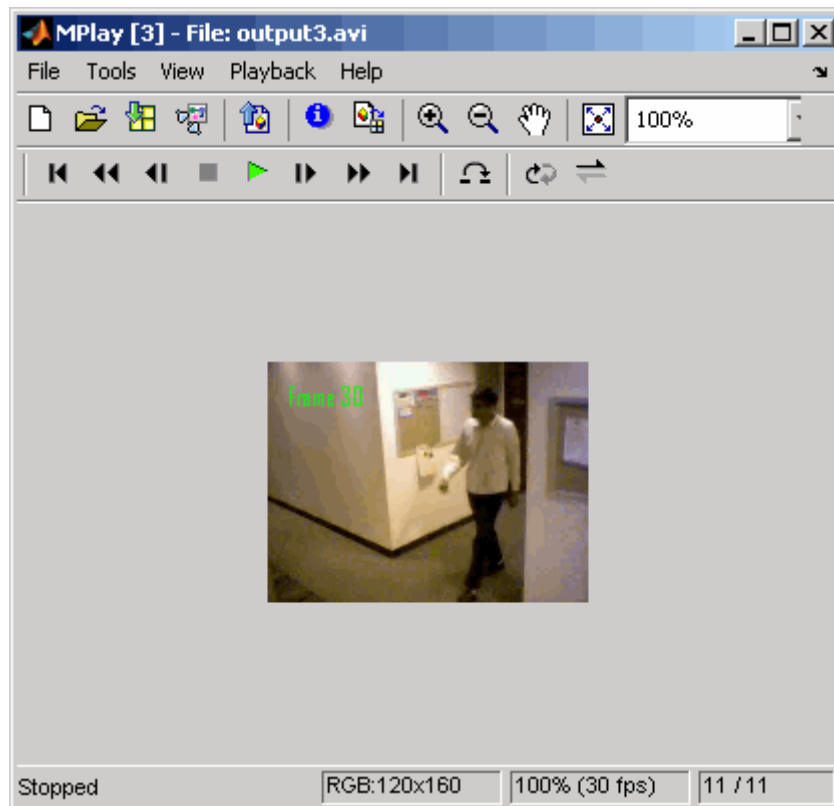 MPlay [3] - File: output3.avi
File Tools View Playback Help
100%
Frame 30
Stopped RGB:120x160 100% (30 fps) 11 / 11